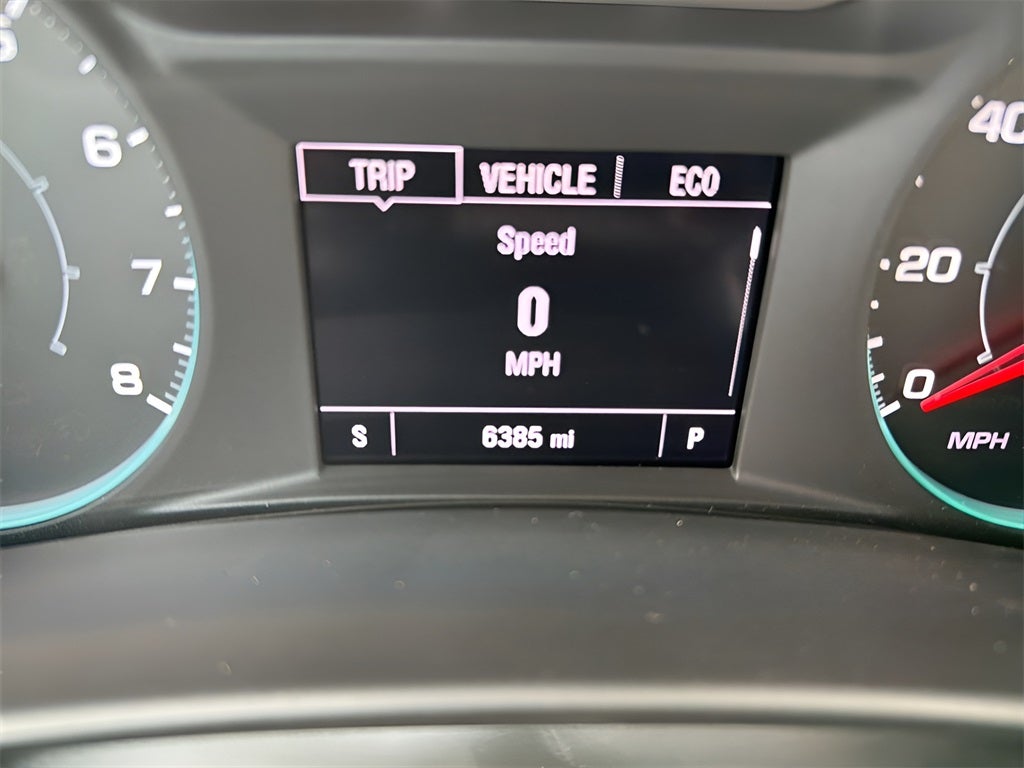 TRIP VEHICLE ECO
Speed
0
MPH
S 6385 mi P
6
7
8
40
20
0
MPH